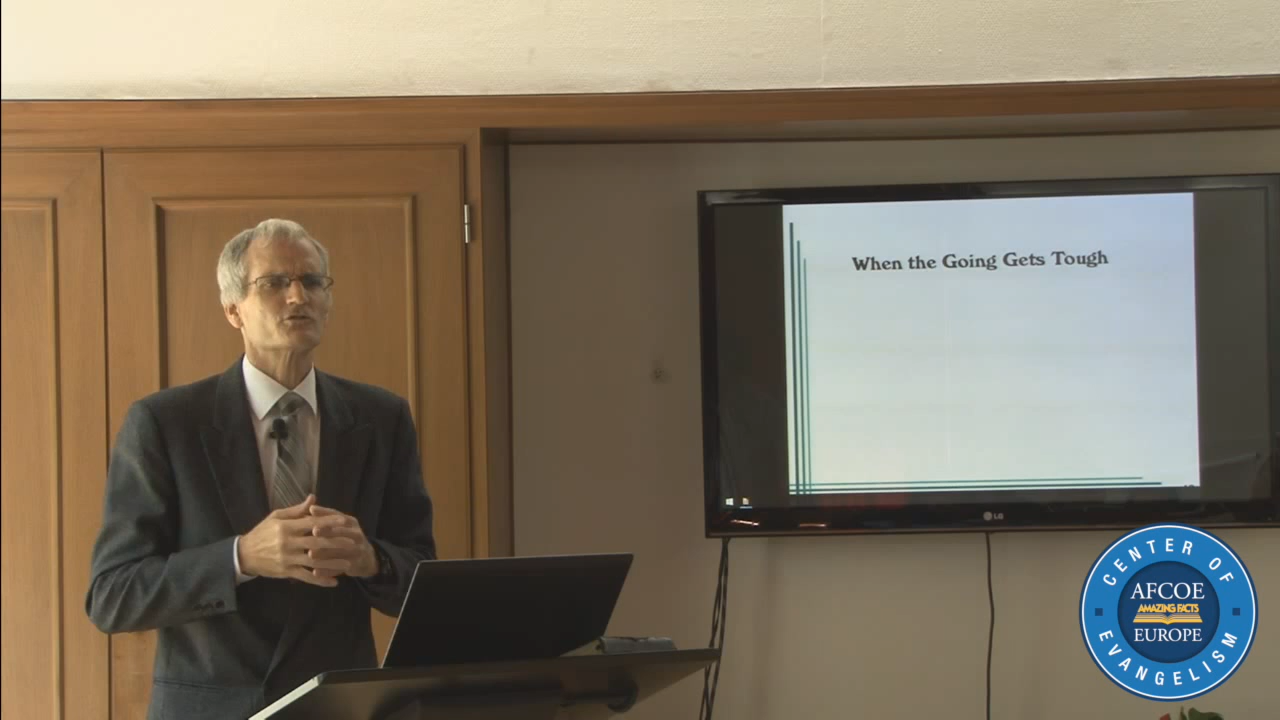 When the Going Gets Tough
LG
CENTER OF
AFCOE
AMAZING FACTS
EUROPE
EVANGELISM